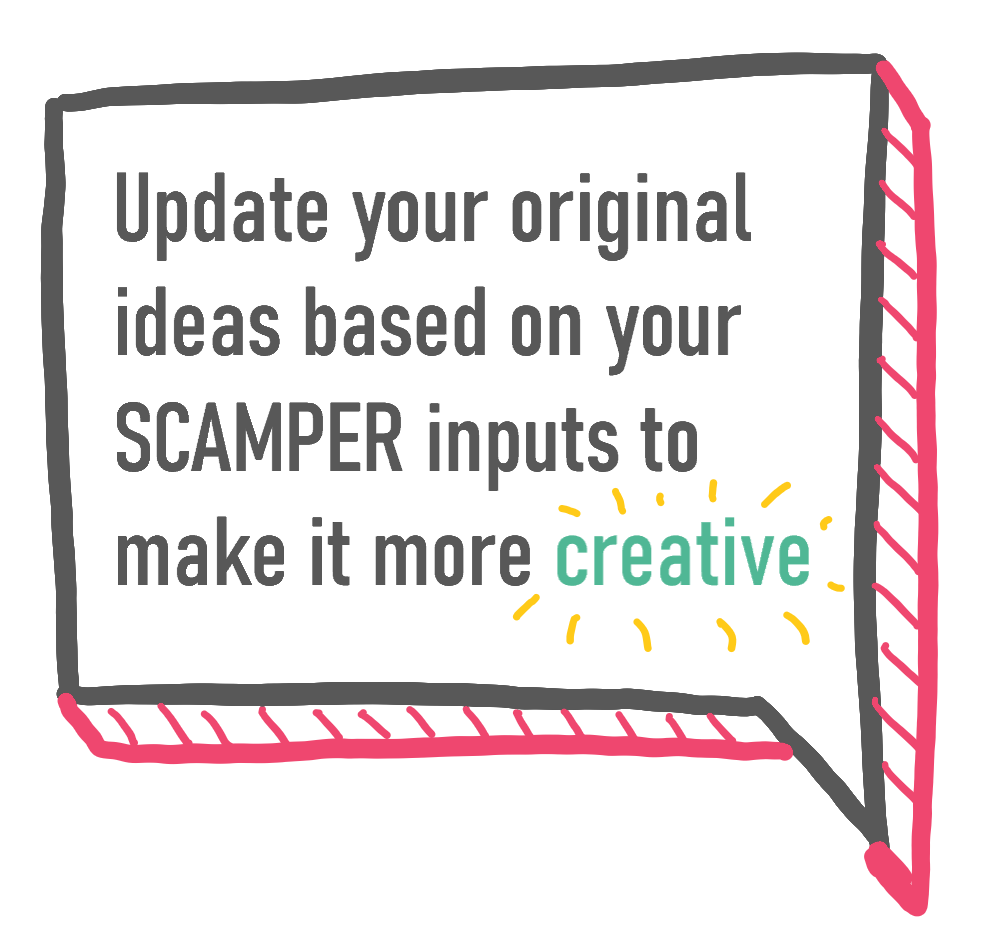 Update your original
ideas based on your
SCAMPER inputs to
make it more creative